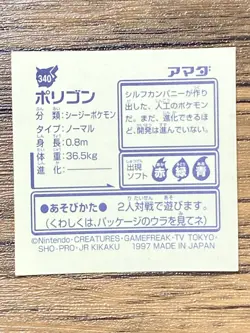 340
アマダ
ポリゴン
分類:シージーポケモン
タイプ:ノーマル
身長:0.8m
体重:36.5kg
進化:────
シルフカンパニーが作り
出した、人工のポケモン
だ。まだ、進化できるほ
ど、開発は進んでいない。
出現ソフト 赤 緑 青
●あそびかた● 2人対戦で遊びます。
(くわしくは、パッケージのウラを見てネ)
©Nintendo・CREATURES・GAMEFREAK・TV TOKYO・
SHO-PRO・JR KIKAKU 1997 MADE IN JAPAN